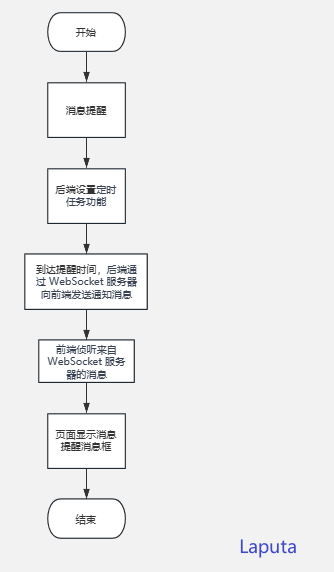 开始
消息提醒
后端设置定时
任务功能
到达提醒时间，后端通
过 WebSocket 服务器
向前端发送通知消息
前端侦听来自
WebSocket 服务
器的消息
页面显示消息
提醒消息框
结束
Laputa